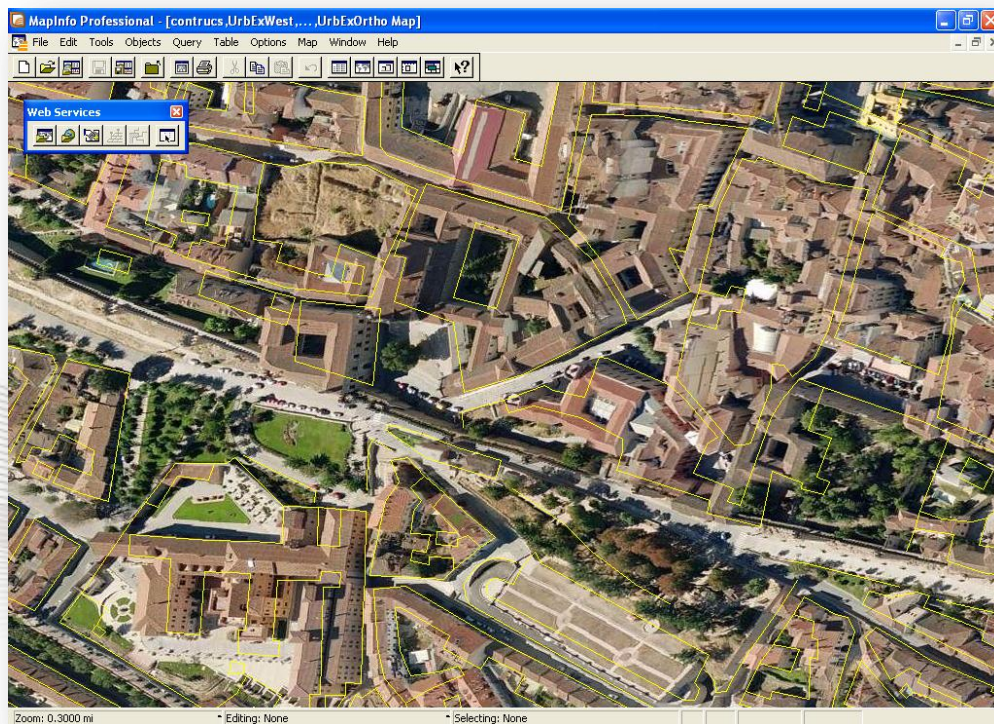 MapInfo Professional - [contrucs,UrbExWest,...,UrbExOrtho Map]
File Edit Tools Objects Query Table Options Map Window Help
Web Services
Zoom: 0.3000 mi Editing: None Selecting: None